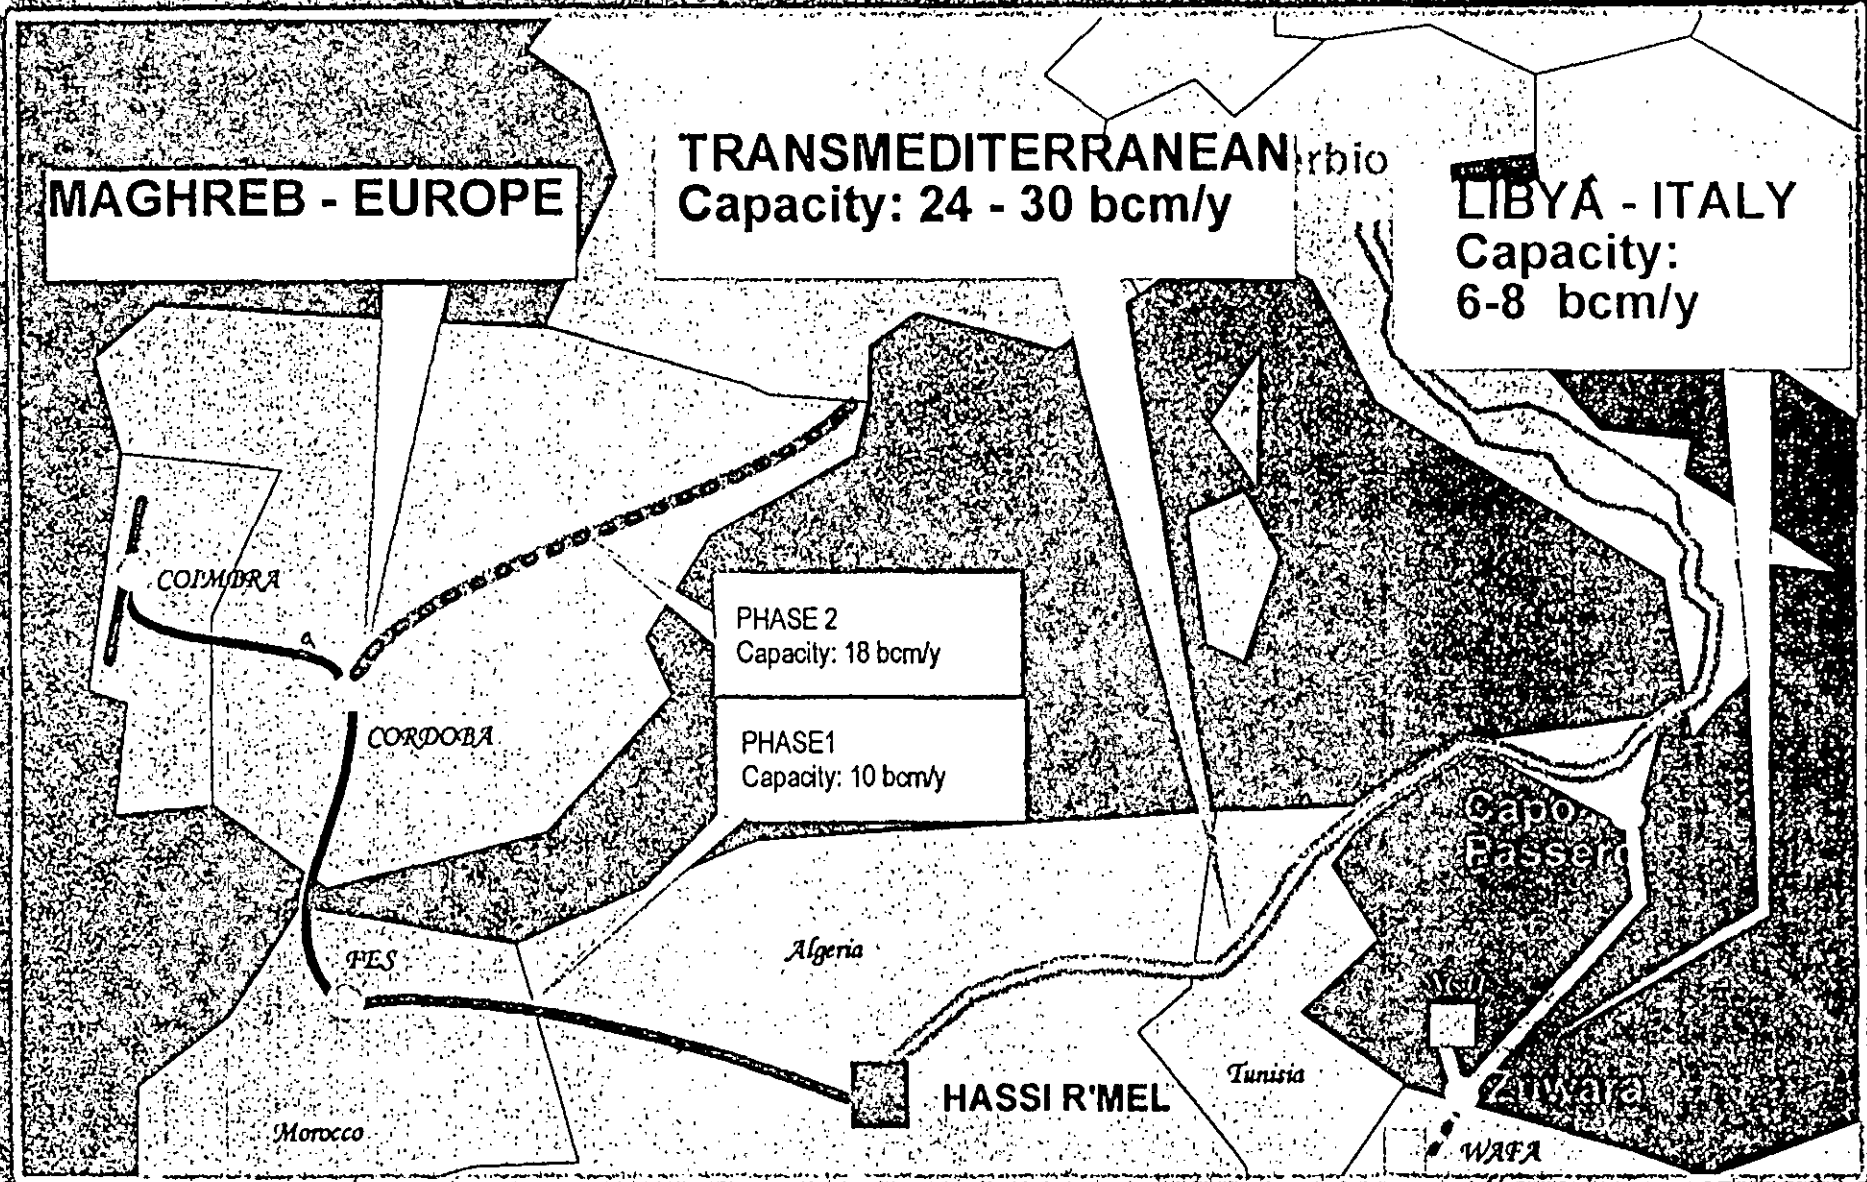 MAGHREB - EUROPE
TRANSMEDITERRANEAN
Capacity: 24 - 30 bcm/y
rbio
LIBYA - ITALY
Capacity:
6-8 bcm/y
COIMBRA
PHASE 2
Capacity: 18 bcm/y
CORDOBA
PHASE1
Capacity: 10 bcm/y
Capo
Passero
FES
Algeria
HASSI R'MEL
Tunisia
Zuwara
Morocco
WAFA